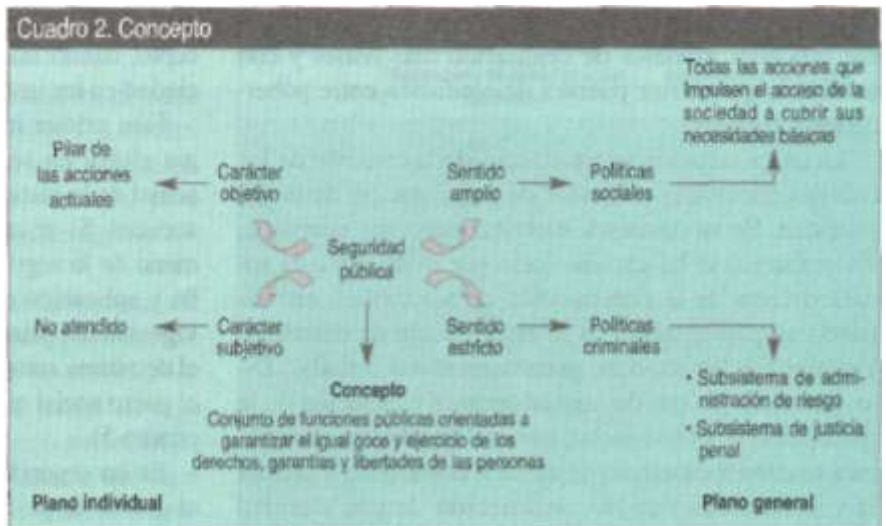 Cuadro 2. Concepto
Todas las acciones que
impulsen el acceso de la
sociedad a cubrir sus
necesidades básicas
Pilar de
las acciones
actuales
Carácter
objetivo
Sentido
amplio
Políticas
sociales
Seguridad
pública
No atendido
Carácter
subjetivo
Sentido
estricto
Políticas
criminales
Concepto
Conjunto de funciones públicas orientadas a
garantizar el igual goce y ejercicio de los
derechos, garantías y libertades de las personas
• Subsistema de admi-
nistración de riesgo
• Subsistema de justicia
penal
Plano individual
Plano general